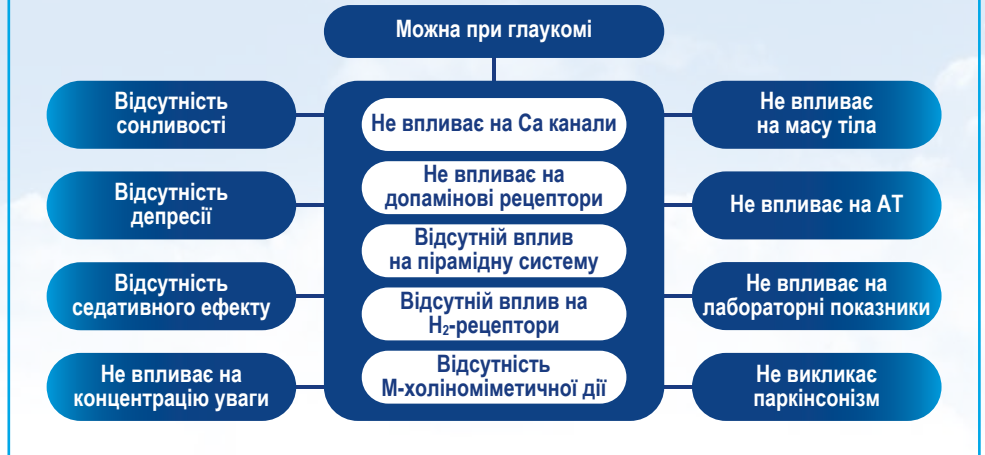 Можна при глаукомі
Відсутність
сонливості
Відсутність
депресії
Відсутність
седативного ефекту
Не впливає на
концентрацію уваги
Не впливає на Са канали
Не впливає на
допамінові рецептори
Відсутній вплив
на пірамідну систему
Відсутній вплив на
H₂-рецептори
Відсутність
М-холіноміметичної дії
Не впливає
на масу тіла
Не впливає на АТ
Не впливає на
лабораторні показники
Не викликає
паркінсонізм